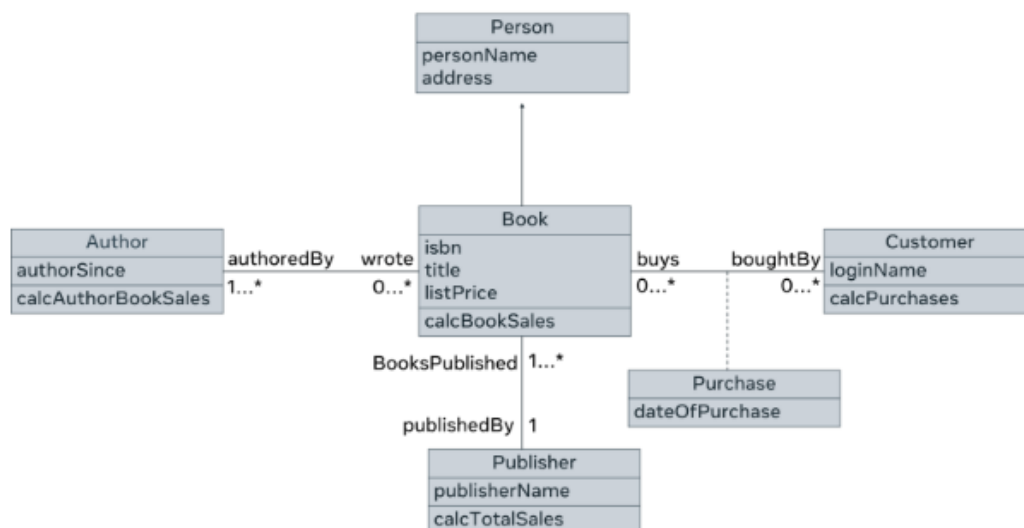 Person
personName
address
Book
isbn
title
listPrice
calcBookSales
Author
authorSince
calcAuthorBookSales
authoredBy wrote
1...* 0...*
buys boughtBy
0...* 0...*
Customer
loginName
calcPurchases
BooksPublished 1...*
publishedBy 1
Purchase
dateOfPurchase
Publisher
publisherName
calcTotalSales